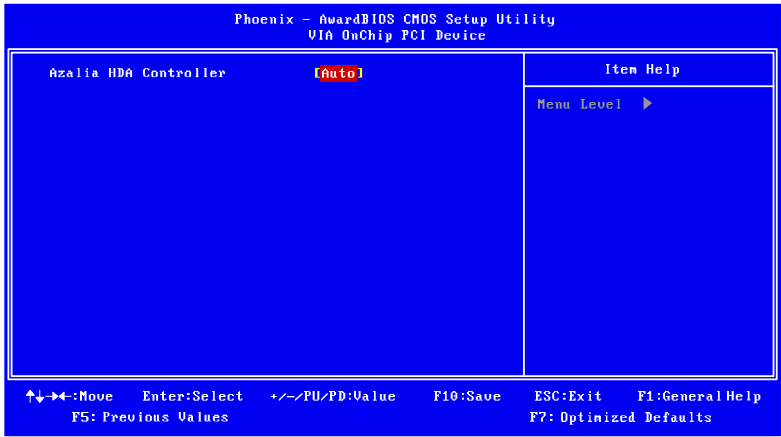 Phoenix - AwardBIOS CMOS Setup Utility
VIA OnChip PCI Device
Azalia HDA Controller [Auto]
Item Help
Menu Level ▶
↑↓→←:Move Enter:Select +/-/PU/PD:Value F10:Save ESC:Exit F1:General Help
F5: Previous Values F7: Optimized Defaults